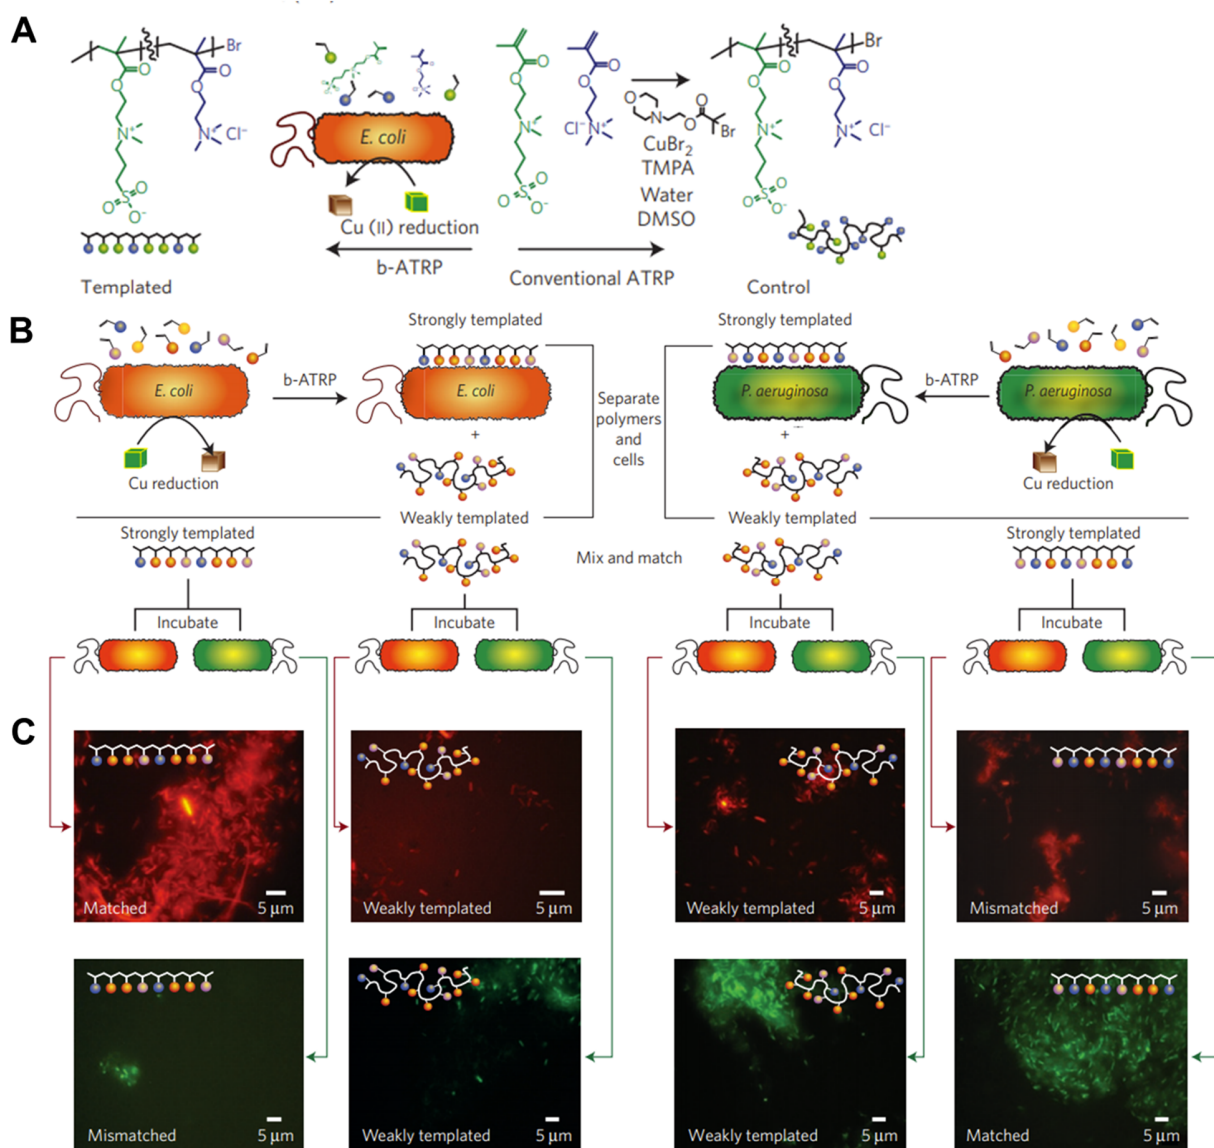 A
Br
O
O
N⁺
S
O
O
O⁻
O
O
N⁺ Cl⁻
Templated
E. coli
Cu (II) reduction
b-ATRP
O
O
N⁺
S
O
O
O⁻
O
O
Cl⁻ N⁺
O
N
O
O
Br
CuBr₂
TMPA
Water
DMSO
Conventional ATRP
Br
O
O
N⁺
S
O
O
O⁻
O
O
N⁺ Cl⁻
Control
B
E. coli
Cu reduction
b-ATRP
Strongly templated
E. coli
+
Weakly templated
Separate
polymers
and
cells
Strongly templated
P. aeruginosa
+
Weakly templated
b-ATRP
P. aeruginosa
Cu reduction
Strongly templated
Mix and match
Strongly templated
Incubate
Incubate
Incubate
Incubate
C
Matched
5 µm
Weakly templated
5 µm
Weakly templated
5 µm
Mismatched
5 µm
Mismatched
5 µm
Weakly templated
5 µm
Weakly templated
5 µm
Matched
5 µm